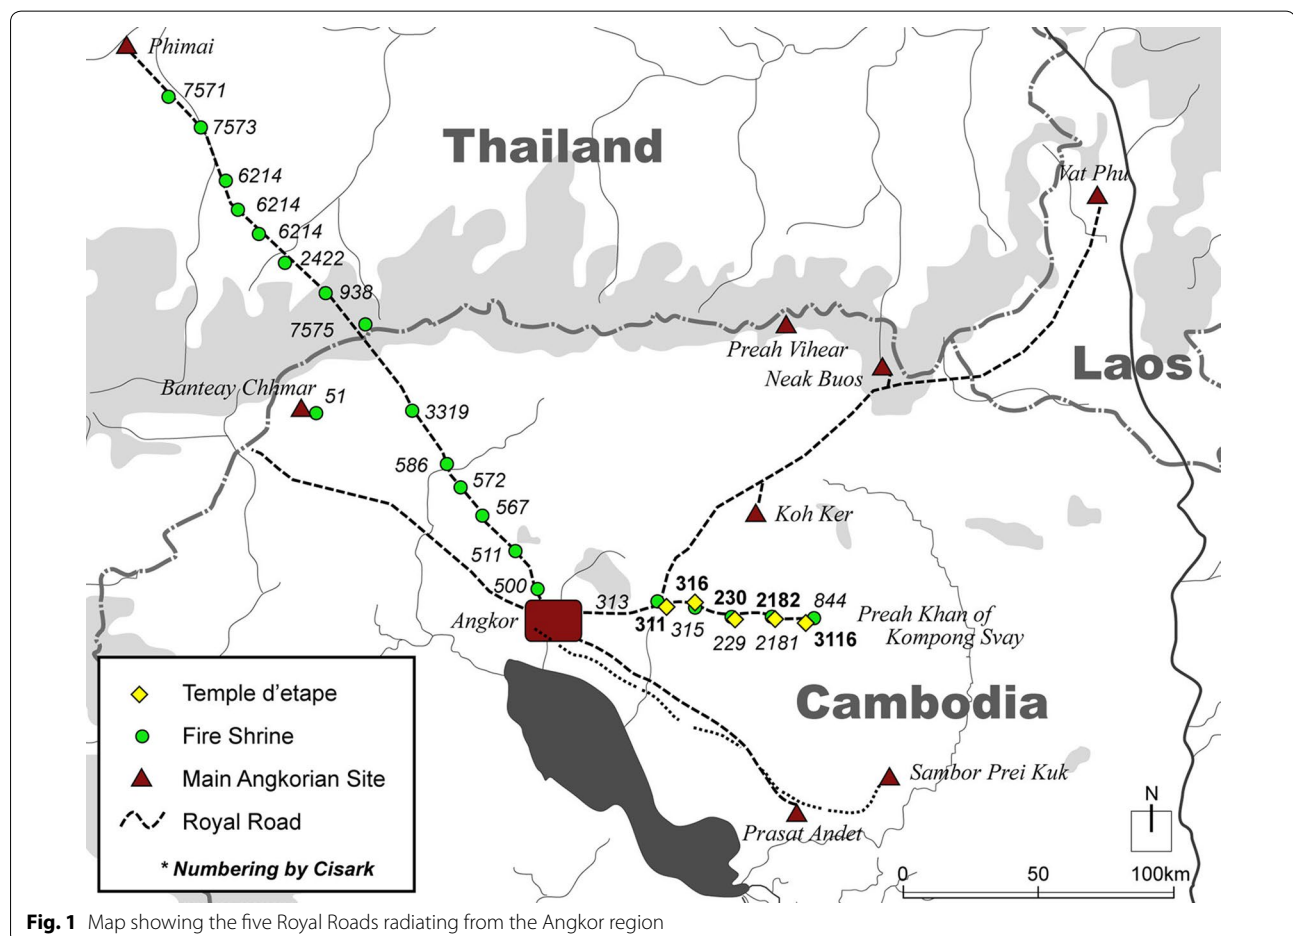 Phimai
7571
7573
Thailand
Vat Phu
6214
6214
6214
2422
938
7575
Preah Vihear
Laos
Neak Buos
Banteay Chhmar
51
3319
586
572
567
Koh Ker
511
500
313
316
230
2182
844
Angkor
311
315
229
2181
3116
Preah Khan of
Kompong Svay
Cambodia
Temple d’etape
Fire Shrine
Main Angkorian Site
Royal Road
* Numbering by Cisark
Sambor Prei Kuk
Prasat Andet
N
0 50 100km
Fig. 1 Map showing the five Royal Roads radiating from the Angkor region